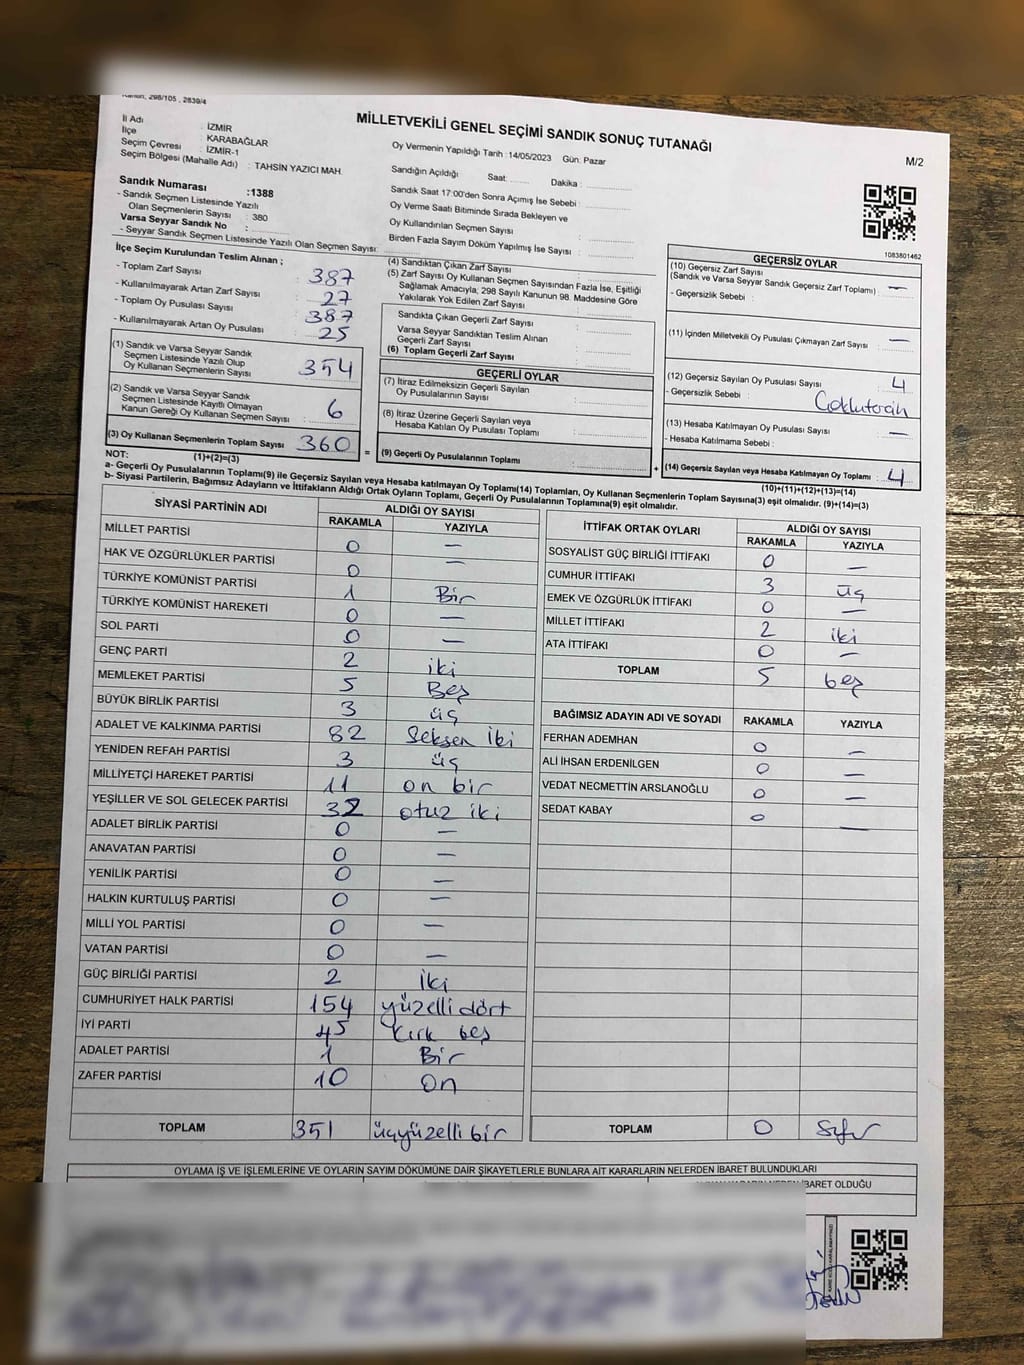 Kanun, 298/105 , 2839/4
MİLLETVEKİLİ GENEL SEÇİMİ SANDIK SONUÇ TUTANAĞI
M/2
İl Adı : İZMİR
İlçe : KARABAĞLAR
Seçim Çevresi : İZMİR-1
Seçim Bölgesi (Mahalle Adı) : TAHSİN YAZICI MAH.
Sandık Numarası :1388
- Sandık Seçmen Listesinde Yazılı
Olan Seçmenlerin Sayısı : 380
Varsa Seyyar Sandık No :
- Seyyar Sandık Seçmen Listesinde Yazılı Olan Seçmen Sayısı:
Oy Vermenin Yapıldığı Tarih :14/05/2023 Gün: Pazar
Sandığın Açıldığı Saat: Dakika :
Sandık Saat 17:00'den Sonra Açımış İse Sebebi :
Oy Verme Saati Bitiminde Sırada Bekleyen ve
Oy Kullandırılan Seçmen Sayısı :
Birden Fazla Sayım Döküm Yapılmış İse Sayısı :
1083801462
İlçe Seçim Kurulundan Teslim Alınan ;
- Toplam Zarf Sayısı : 387
- Kullanılmayarak Artan Zarf Sayısı : 27
- Toplam Oy Pusulası Sayısı : 387
- Kullanılmayarak Artan Oy Pusulası : 25
(1) Sandık ve Varsa Seyyar Sandık
Seçmen Listesinde Yazılı Olup
Oy Kullanan Seçmenlerin Sayısı : 354
(2) Sandık ve Varsa Seyyar Sandık
Seçmen Listesinde Kayıtlı Olmayan
Kanun Gereği Oy Kullanan Seçmen Sayısı : 6
(3) Oy Kullanan Seçmenlerin Toplam Sayısı : 360
(1)+(2)=(3)
(4) Sandıktan Çıkan Zarf Sayısı :
(5) Zarf Sayısı Oy Kullanan Seçmen Sayısından Fazla İse, Eşitliği
Sağlamak Amacıyla; 298 Sayılı Kanunun 98. Maddesine Göre
Yakılarak Yok Edilen Zarf Sayısı :
Sandıkta Çıkan Geçerli Zarf Sayısı :
Varsa Seyyar Sandıktan Teslim Alınan
Geçerli Zarf Sayısı :
(6) Toplam Geçerli Zarf Sayısı :
GEÇERLİ OYLAR
(7) İtiraz Edilmeksizin Geçerli Sayılan
Oy Pusulalarının Sayısı :
(8) İtiraz Üzerine Geçerli Sayılan veya
Hesaba Katılan Oy Pusulası Toplamı :
= (9) Geçerli Oy Pusulalarının Toplamı :
GEÇERSİZ OYLAR
(10) Geçersiz Zarf Sayısı
(Sandık ve Varsa Seyyar Sandık Geçersiz Zarf Toplamı) : —
- Geçersizlik Sebebi :
(11) İçinden Milletvekili Oy Pusulası Çıkmayan Zarf Sayısı : —
(12) Geçersiz Sayılan Oy Pusulası Sayısı : 4
- Geçersizlik Sebebi :
(13) Hesaba Katılmayan Oy Pusulası Sayısı : —
- Hesaba Katılmama Sebebi :
+ (14) Geçersiz Sayılan veya Hesaba Katılmayan Oy Toplamı : 4
(10)+(11)+(12)+(13)=(14)
NOT:
a- Geçerli Oy Pusulalarının Toplamı(9) ile Geçersiz Sayılan veya Hesaba katılmayan Oy Toplamı(14) Toplamları, Oy Kullanan Seçmenlerin Toplam Sayısına(3) eşit olmalıdır. (9)+(14)=(3)
b- Siyasi Partilerin, Bağımsız Adayların ve İttifakların Aldığı Ortak Oyların Toplamı, Geçerli Oy Pusulalarının Toplamına(9) eşit olmalıdır.
SİYASİ PARTİNİN ADI ALDIĞI OY SAYISI
RAKAMLA YAZIYLA
MİLLET PARTİSİ 0 —
HAK VE ÖZGÜRLÜKLER PARTİSİ 0 —
TÜRKİYE KOMÜNİST PARTİSİ 1 Bir
TÜRKİYE KOMÜNİST HAREKETİ 0 —
SOL PARTİ 0 —
GENÇ PARTİ 2 iki
MEMLEKET PARTİSİ 5 Beş
BÜYÜK BİRLİK PARTİSİ 3 üç
ADALET VE KALKINMA PARTİSİ 82 Seksen iki
YENİDEN REFAH PARTİSİ 3 üç
MİLLİYETÇİ HAREKET PARTİSİ 11 on bir
YEŞİLLER VE SOL GELECEK PARTİSİ 32 otuz iki
ADALET BİRLİK PARTİSİ 0 —
ANAVATAN PARTİSİ 0 —
YENİLİK PARTİSİ 0 —
HALKIN KURTULUŞ PARTİSİ 0 —
MİLLİ YOL PARTİSİ 0 —
VATAN PARTİSİ 0 —
GÜÇ BİRLİĞİ PARTİSİ 2 İki
CUMHURİYET HALK PARTİSİ 154 yüzelli dört
İYİ PARTİ 45 kırk beş
ADALET PARTİSİ 1 Bir
ZAFER PARTİSİ 10 On
TOPLAM 351 üçyüzelli bir
İTTİFAK ORTAK OYLARI ALDIĞI OY SAYISI
RAKAMLA YAZIYLA
SOSYALİST GÜÇ BİRLİĞİ İTTİFAKI 0 —
CUMHUR İTTİFAKI 3 üç
EMEK VE ÖZGÜRLÜK İTTİFAKI 0 —
MİLLET İTTİFAKI 2 iki
ATA İTTİFAKI 0 —
TOPLAM 5 beş
BAĞIMSIZ ADAYIN ADI VE SOYADI RAKAMLA YAZIYLA
FERHAN ADEMHAN 0 —
ALİ İHSAN ERDENİLGEN 0 —
VEDAT NECMETTİN ARSLANOĞLU 0 —
SEDAT KABAY 0 —
TOPLAM 0 Sıfır
OYLAMA İŞ VE İŞLEMLERİNE VE OYLARIN SAYIM DÖKÜMÜNE DAİR ŞİKAYETLERLE BUNLARA AİT KARARLARIN NELERDEN İBARET BULUNDUKLARI
İBARET OLDUĞU